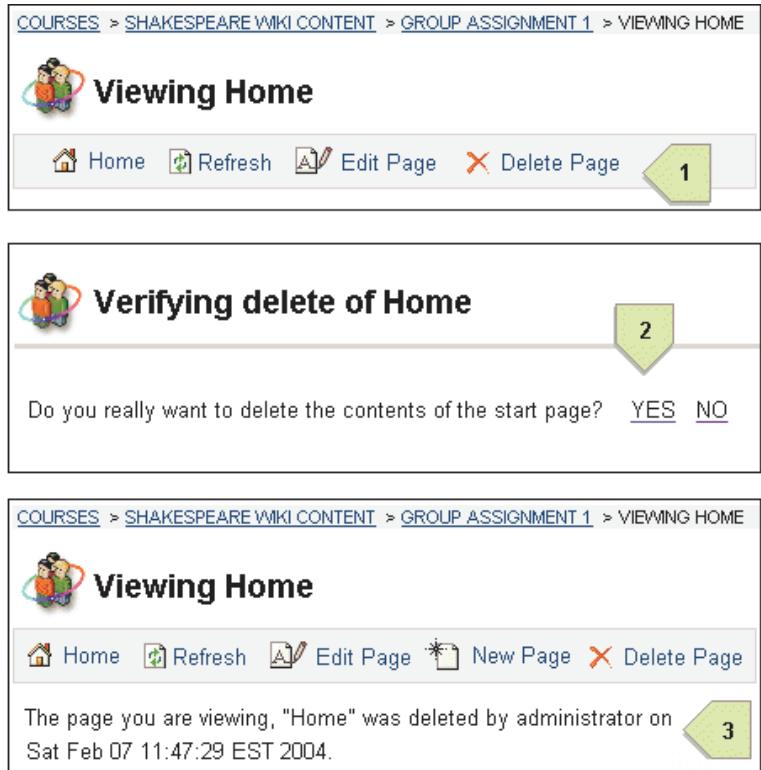 COURSES > SHAKESPEARE WIKI CONTENT > GROUP ASSIGNMENT 1 > VIEWING HOME
Viewing Home
Home Refresh Edit Page Delete Page 1
Verifying delete of Home
2
Do you really want to delete the contents of the start page? YES NO
COURSES > SHAKESPEARE WIKI CONTENT > GROUP ASSIGNMENT 1 > VIEWING HOME
Viewing Home
Home Refresh Edit Page New Page Delete Page
The page you are viewing, "Home" was deleted by administrator on
3
Sat Feb 07 11:47:29 EST 2004.